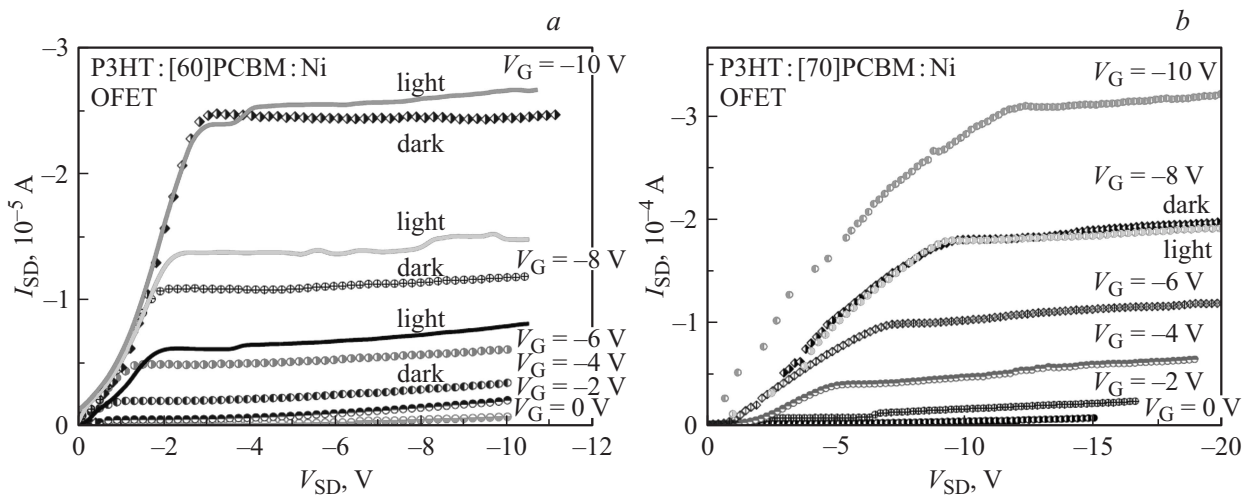 a
P3HT : [60]PCBM : Ni
OFET
V_G = –10 V
light
dark
light
V_G = –8 V
dark
light
V_G = –6 V
V_G = –4 V
dark
V_G = –2 V
V_G = 0 V
–3
–2
–1
0
I_SD, 10^–5 A
0
–2
–4
–6
–8
–10
–12
V_SD, V
b
P3HT : [70]PCBM : Ni
OFET
V_G = –10 V
V_G = –8 V
dark
light
V_G = –6 V
V_G = –4 V
V_G = –2 V
V_G = 0 V
–3
–2
–1
0
I_SD, 10^–4 A
0
–5
–10
–15
–20
V_SD, V